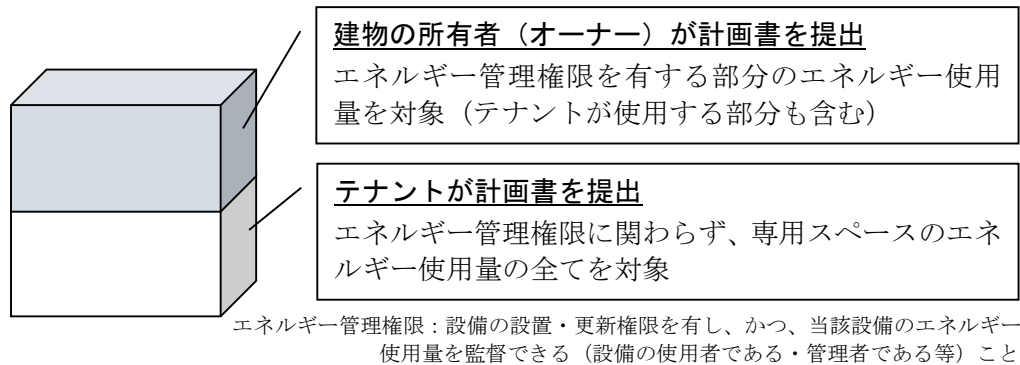 建物の所有者（オーナー）が計画書を提出
エネルギー管理権限を有する部分のエネルギー使用
量を対象（テナントが使用する部分も含む）
テナントが計画書を提出
エネルギー管理権限に関わらず、専用スペースのエネ
ルギー使用量の全てを対象
エネルギー管理権限：設備の設置・更新権限を有し、かつ、当該設備のエネルギー
使用量を監督できる（設備の使用者である・管理者である等）こと